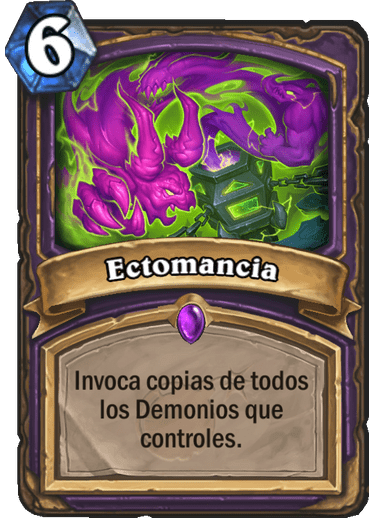 6
Ectomancia
Invoca copias de todos
los Demonios que
controles.